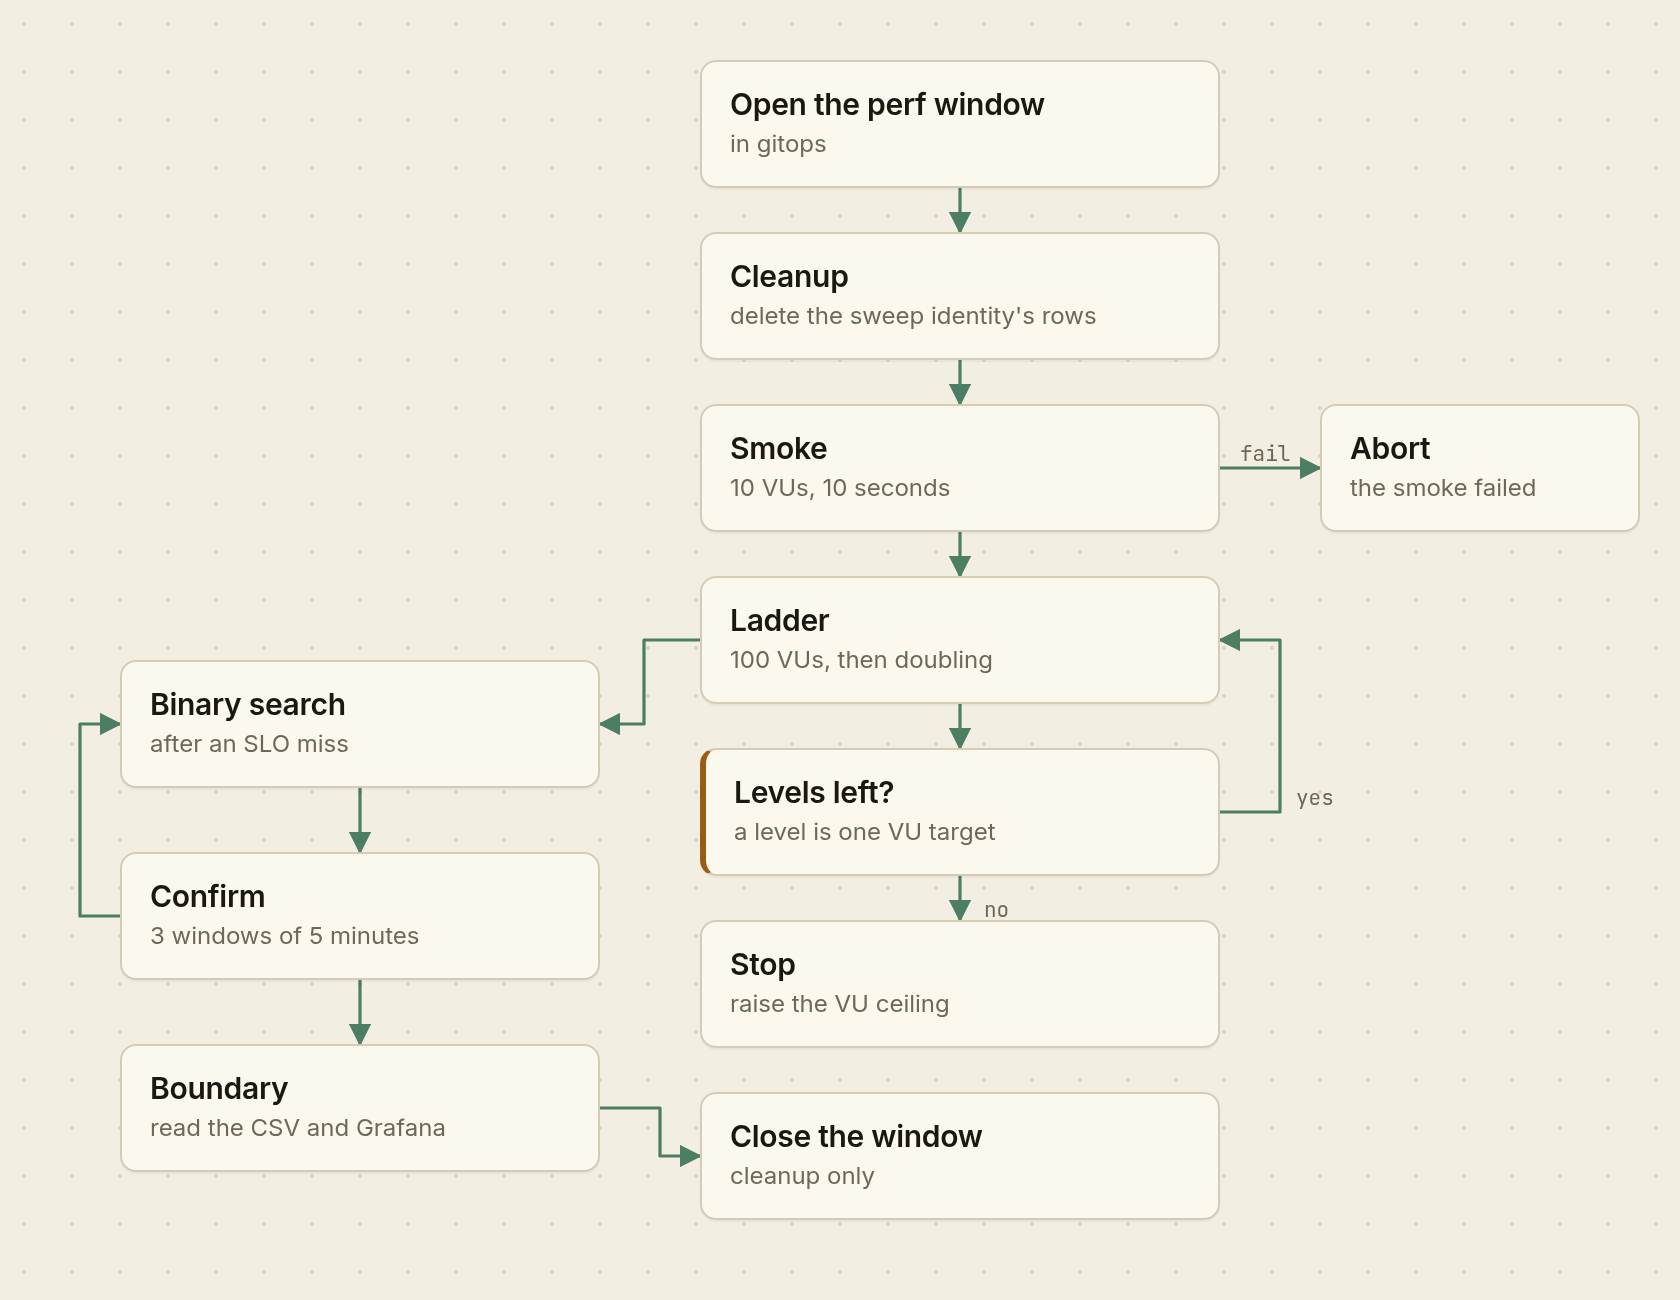 Open the perf window
in gitops
Cleanup
delete the sweep identity's rows
Smoke
10 VUs, 10 seconds
fail
Abort
the smoke failed
Ladder
100 VUs, then doubling
Binary search
after an SLO miss
Levels left?
a level is one VU target
yes
Confirm
3 windows of 5 minutes
no
Stop
raise the VU ceiling
Boundary
read the CSV and Grafana
Close the window
cleanup only